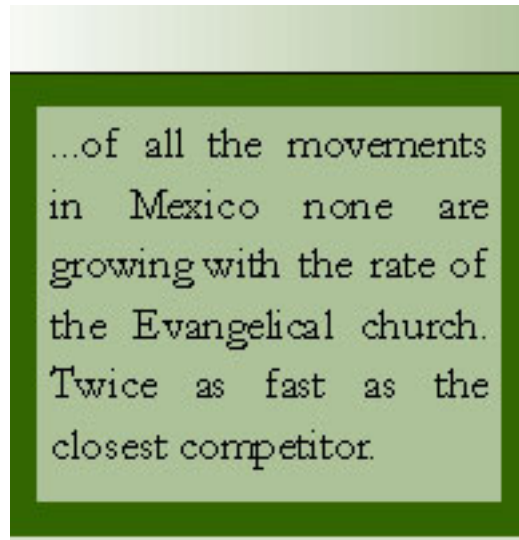 ...of all the movements
in Mexico none are
growing with the rate of
the Evangelical church.
Twice as fast as the
closest competitor.